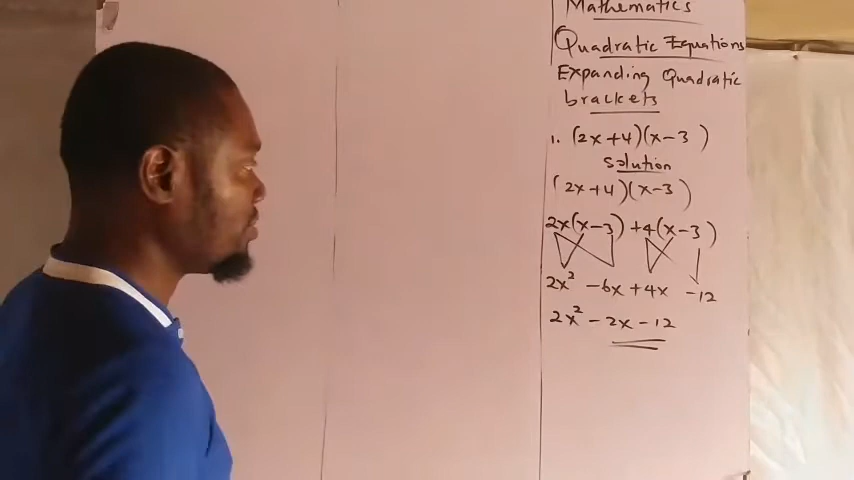 Mathematics
Quadratic Equations
Expanding Quadratic
brackets
1. (2x+4)(x-3)
solution
(2x+4)(x-3)
2x(x-3)+4(x-3)
2x² -6x +4x -12
2x² - 2x - 12